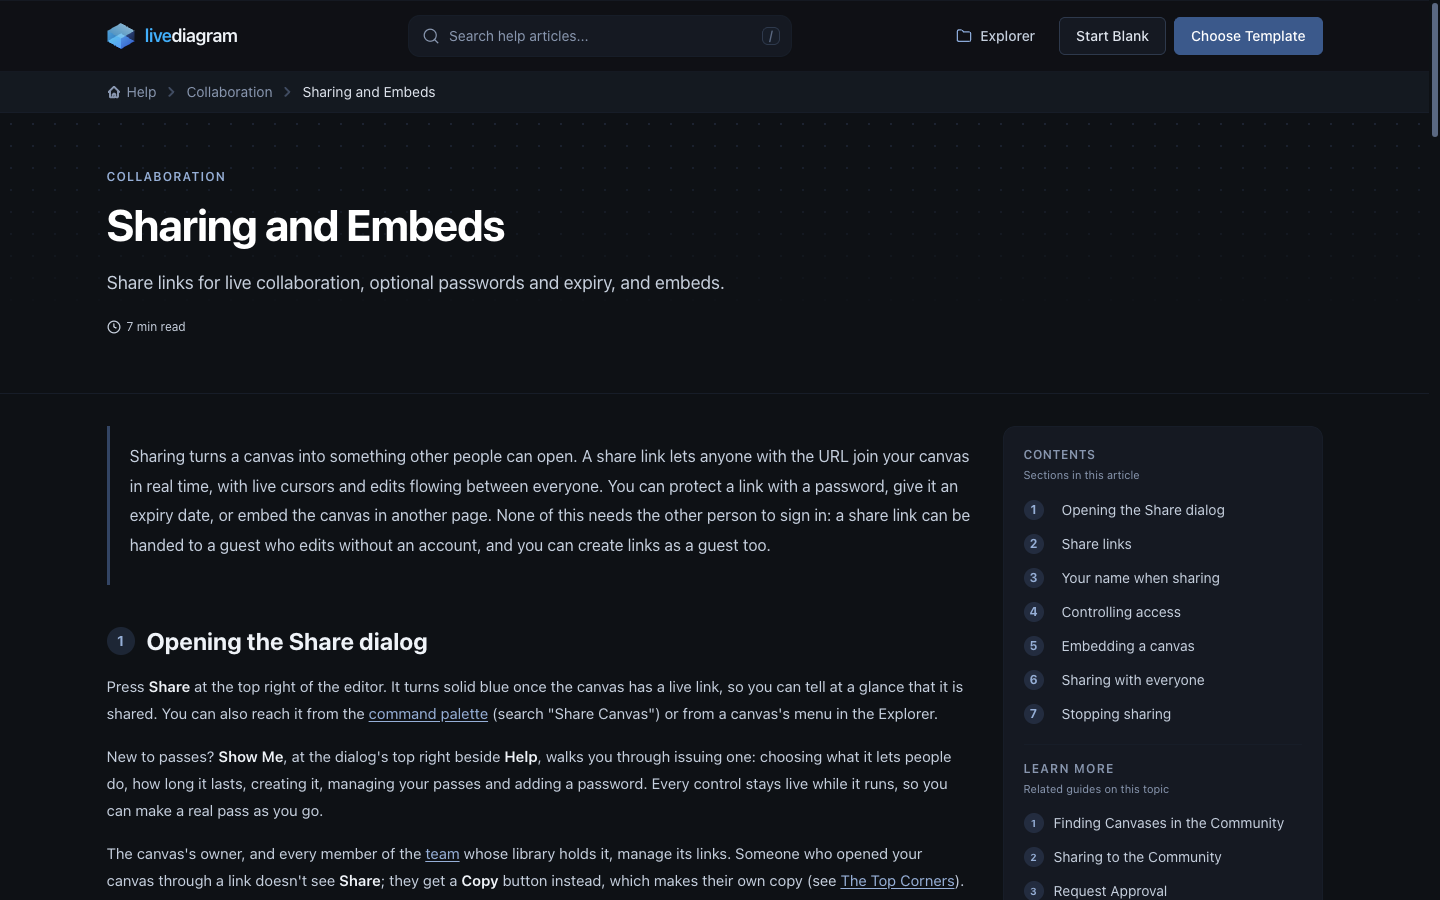 livediagram
Search help articles...
/
Explorer
Start Blank
Choose Template
Help
Collaboration
Sharing and Embeds
COLLABORATION
Sharing and Embeds
Share links for live collaboration, optional passwords and expiry, and embeds.
7 min read
Sharing turns a canvas into something other people can open. A share link lets anyone with the URL join your canvas
in real time, with live cursors and edits flowing between everyone. You can protect a link with a password, give it an
expiry date, or embed the canvas in another page. None of this needs the other person to sign in: a share link can be
handed to a guest who edits without an account, and you can create links as a guest too.
1 Opening the Share dialog
Press Share at the top right of the editor. It turns solid blue once the canvas has a live link, so you can tell at a glance that it is
shared. You can also reach it from the command palette (search "Share Canvas") or from a canvas's menu in the Explorer.
New to passes? Show Me, at the dialog's top right beside Help, walks you through issuing one: choosing what it lets people
do, how long it lasts, creating it, managing your passes and adding a password. Every control stays live while it runs, so you
can make a real pass as you go.
The canvas's owner, and every member of the team whose library holds it, manage its links. Someone who opened your
canvas through a link doesn't see Share; they get a Copy button instead, which makes their own copy (see The Top Corners).
CONTENTS
Sections in this article
1 Opening the Share dialog
2 Share links
3 Your name when sharing
4 Controlling access
5 Embedding a canvas
6 Sharing with everyone
7 Stopping sharing
LEARN MORE
Related guides on this topic
1 Finding Canvases in the Community
2 Sharing to the Community
3 Request Approval